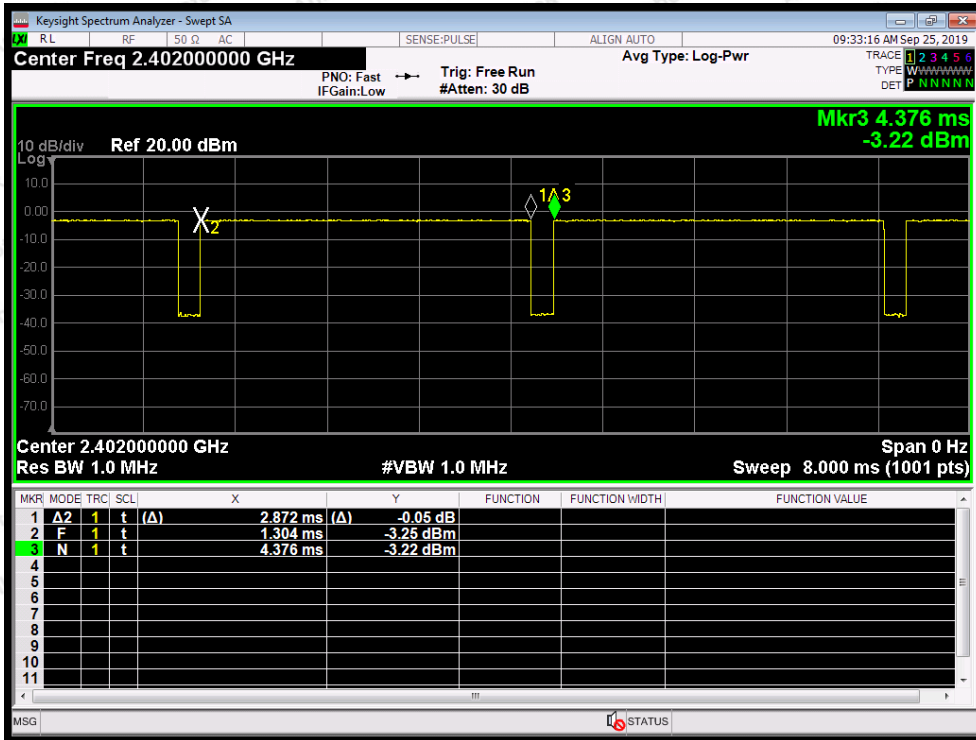 Keysight Spectrum Analyzer - Swept SA
LXI RL RF 50 Ω AC SENSE:PULSE ALIGN AUTO 09:33:16 AM Sep 25, 2019
Center Freq 2.402000000 GHz Avg Type: Log-Pwr TRACE 1 2 3 4 5 6
PNO: Fast Trig: Free Run TYPE WWWWWWW
IFGain:Low #Atten: 30 dB DET P N N N N N
Mkr3 4.376 ms
10 dB/div Ref 20.00 dBm -3.22 dBm
Log
10.0
0.00
-10.0
-20.0
-30.0
-40.0
-50.0
-60.0
-70.0
X2 1Δ 3
Center 2.402000000 GHz Span 0 Hz
Res BW 1.0 MHz #VBW 1.0 MHz Sweep 8.000 ms (1001 pts)
MKR MODE TRC SCL X Y FUNCTION FUNCTION WIDTH FUNCTION VALUE
1 Δ2 1 t (Δ) 2.872 ms (Δ) -0.05 dB
2 F 1 t 1.304 ms -3.25 dBm
3 N 1 t 4.376 ms -3.22 dBm
4
5
6
7
8
9
10
11
MSG STATUS